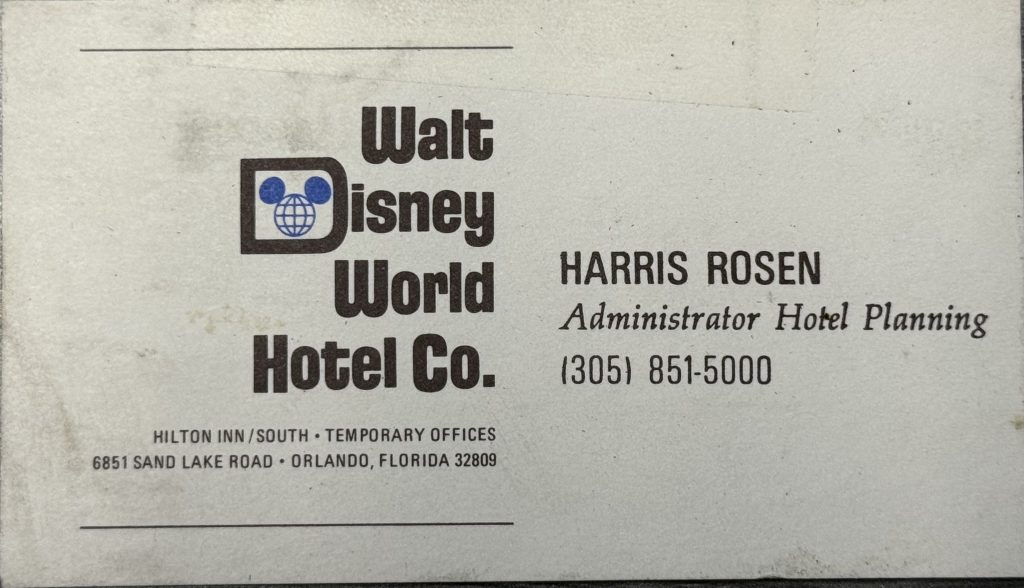 Walt
Disney
World
Hotel Co.
HILTON INN/SOUTH • TEMPORARY OFFICES
6851 SAND LAKE ROAD • ORLANDO, FLORIDA 32809
HARRIS ROSEN
Administrator Hotel Planning
(305) 851-5000